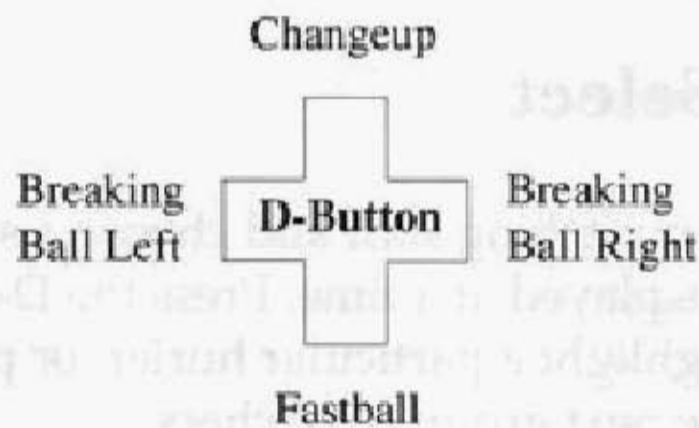 Changeup
Breaking
Ball Left
D-Button
Breaking
Ball Right
Fastball